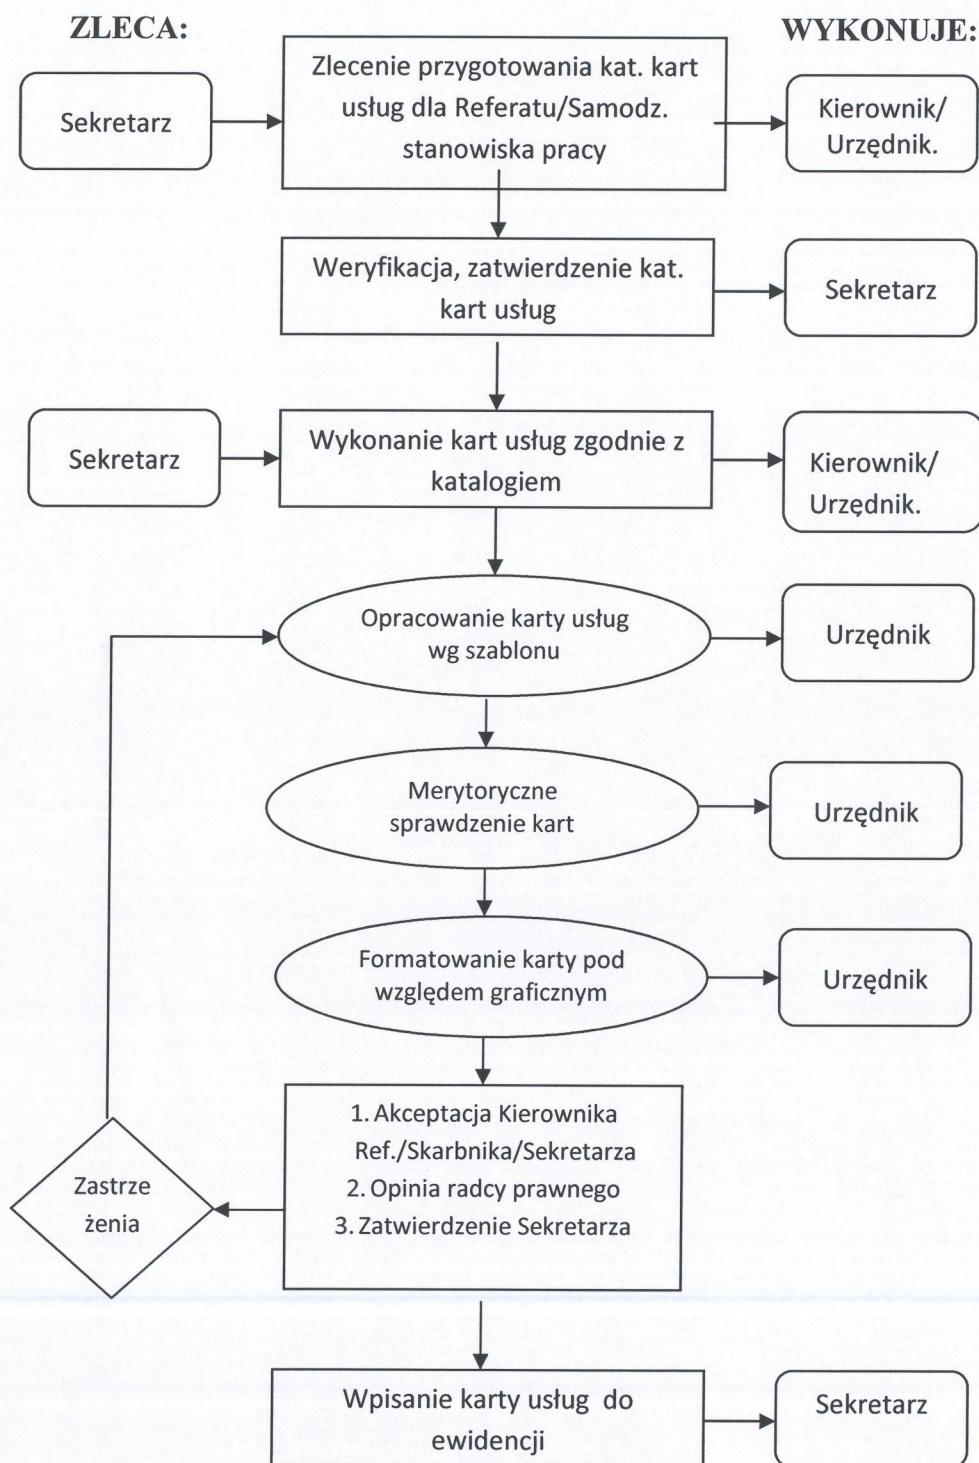 ZLECA:
WYKONUJE:
Sekretarz
Zlecenie przygotowania kat. kart
usług dla Referatu/Samodz.
stanowiska pracy
Kierownik/
Urzędnik.
Weryfikacja, zatwierdzenie kat.
kart usług
Sekretarz
Sekretarz
Wykonanie kart usług zgodnie z
katalogiem
Kierownik/
Urzędnik.
Opracowanie karty usług
wg szablonu
Urzędnik
Merytoryczne
sprawdzenie kart
Urzędnik
Formatowanie karty pod
względem graficznym
Urzędnik
1. Akceptacja Kierownika
Ref./Skarbnika/Sekretarza
2. Opinia radcy prawnego
3. Zatwierdzenie Sekretarza
Zastrze
żenia
Wpisanie karty usług do
ewidencji
Sekretarz